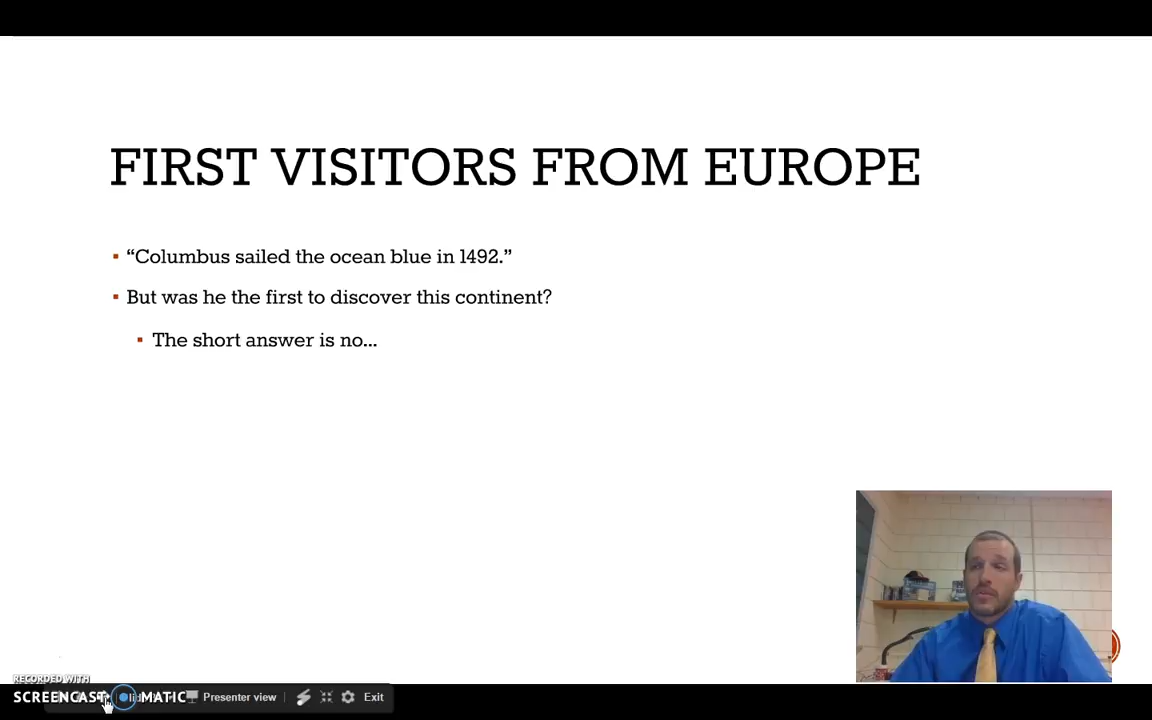 FIRST VISITORS FROM EUROPE
“Columbus sailed the ocean blue in 1492.”
But was he the first to discover this continent?
The short answer is no...
RECORDED WITH
SCREENCAST MATIC
Presenter view
Exit